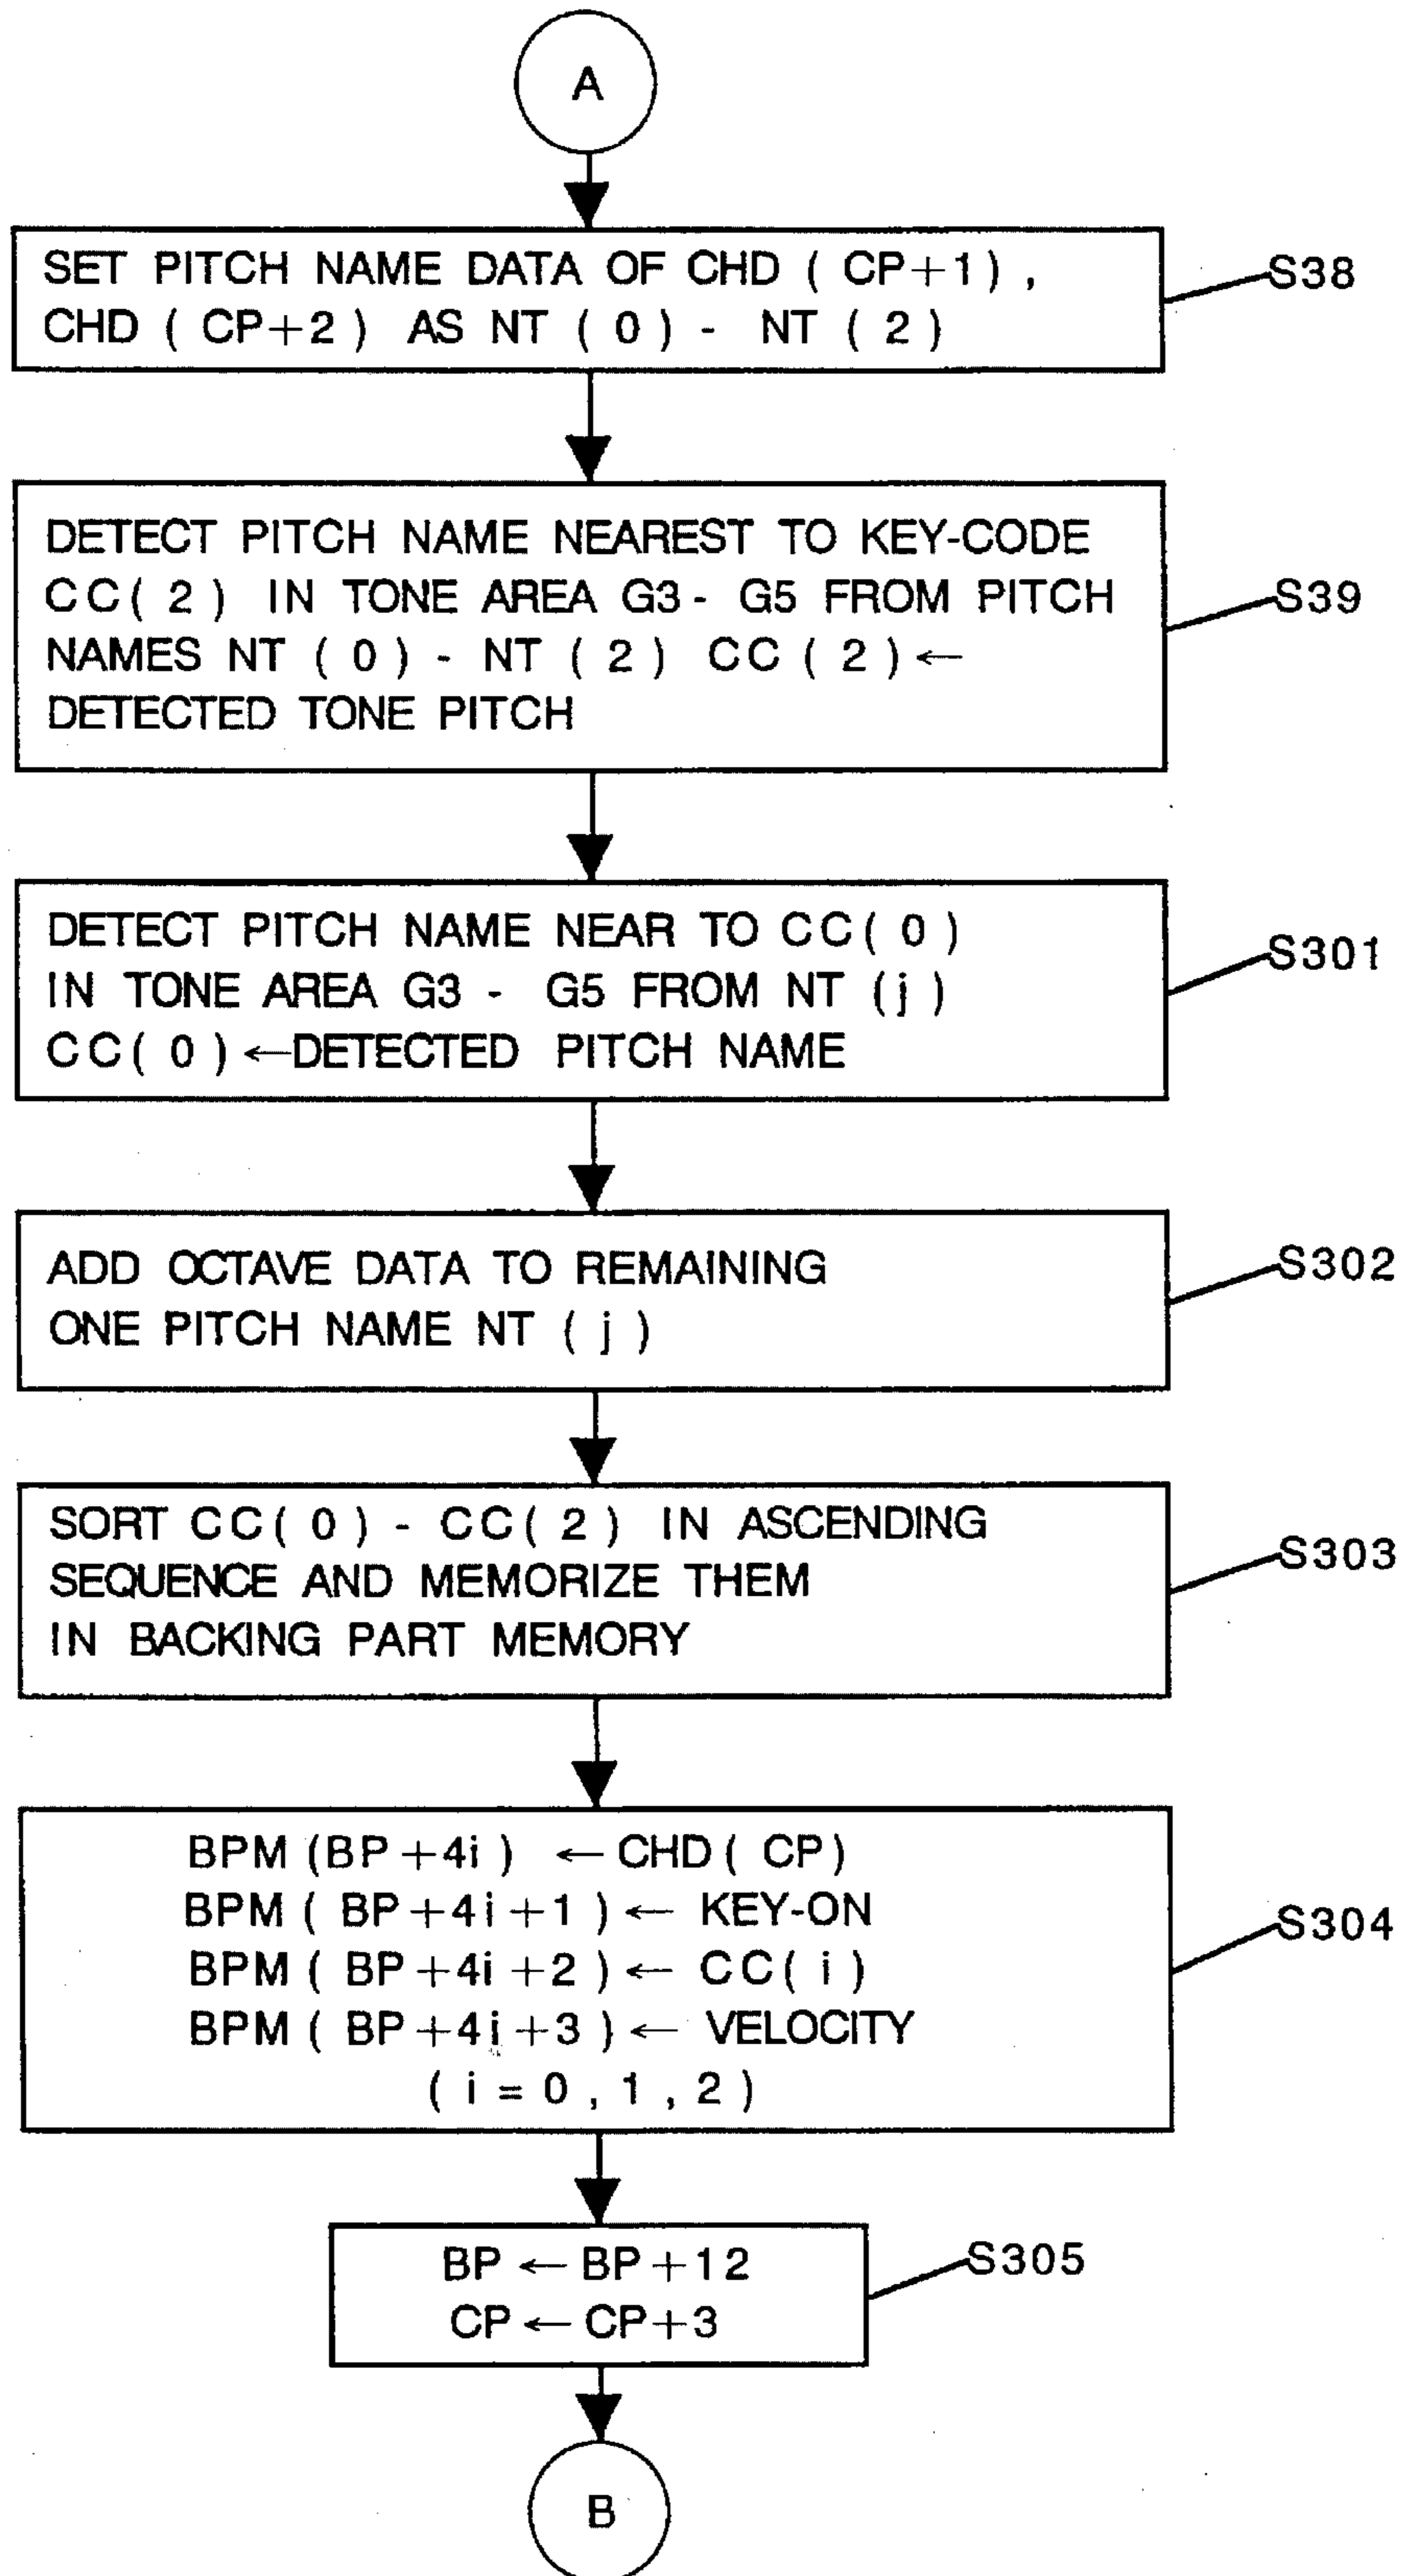 A
SET PITCH NAME DATA OF CHD ( CP+1 ) ,
CHD ( CP+2 ) AS NT ( 0 ) - NT ( 2 )
S38
DETECT PITCH NAME NEAREST TO KEY-CODE
CC( 2 ) IN TONE AREA G3 - G5 FROM PITCH
NAMES NT ( 0 ) - NT ( 2 ) CC ( 2 ) ←
DETECTED TONE PITCH
S39
DETECT PITCH NAME NEAR TO CC( 0 )
IN TONE AREA G3 - G5 FROM NT ( j )
CC( 0 ) ←DETECTED PITCH NAME
S301
ADD OCTAVE DATA TO REMAINING
ONE PITCH NAME NT ( j )
S302
SORT CC( 0 ) - CC( 2 ) IN ASCENDING
SEQUENCE AND MEMORIZE THEM
IN BACKING PART MEMORY
S303
BPM (BP+4i ) ← CHD ( CP )
BPM ( BP+4i+1 ) ← KEY-ON
BPM ( BP+4i+2 ) ← CC( i )
BPM ( BP+4i+3 ) ← VELOCITY
( i = 0 , 1 , 2 )
S304
BP ← BP+12
CP ← CP+3
S305
B